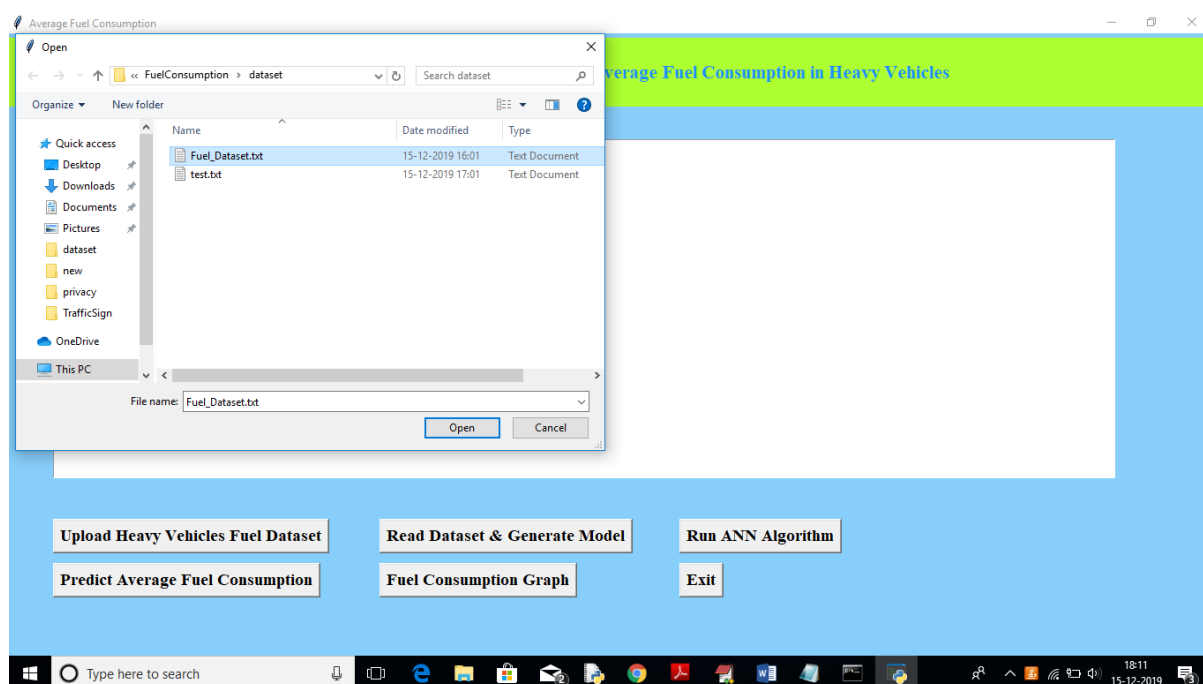 Average Fuel Consumption
Open
verage Fuel Consumption in Heavy Vehicles
« FuelConsumption › dataset
Search dataset
Organize
New folder
Name
Date modified
Type
Quick access
Desktop
Downloads
Documents
Pictures
dataset
new
privacy
TrafficSign
OneDrive
This PC
Fuel_Dataset.txt 15-12-2019 16:01 Text Document
test.txt 15-12-2019 17:01 Text Document
File name: Fuel_Dataset.txt
Open Cancel
Upload Heavy Vehicles Fuel Dataset Read Dataset & Generate Model Run ANN Algorithm
Predict Average Fuel Consumption Fuel Consumption Graph Exit
Type here to search
18:11
15-12-2019